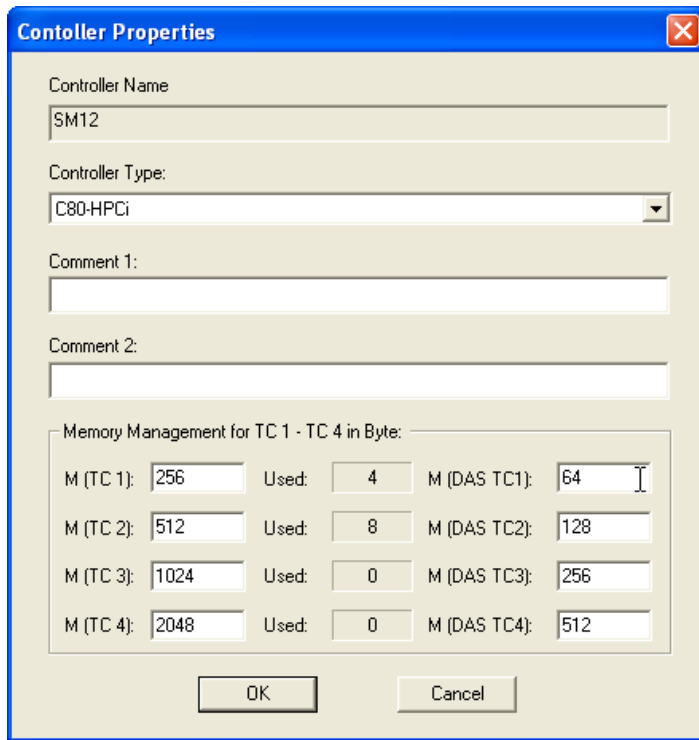 Contoller Properties
Controller Name
SM12
Controller Type:
C80-HPCi
Comment 1:
Comment 2:
Memory Management for TC 1 - TC 4 in Byte:
M (TC 1): 256 Used: 4 M (DAS TC1): 64
M (TC 2): 512 Used: 8 M (DAS TC2): 128
M (TC 3): 1024 Used: 0 M (DAS TC3): 256
M (TC 4): 2048 Used: 0 M (DAS TC4): 512
OK Cancel